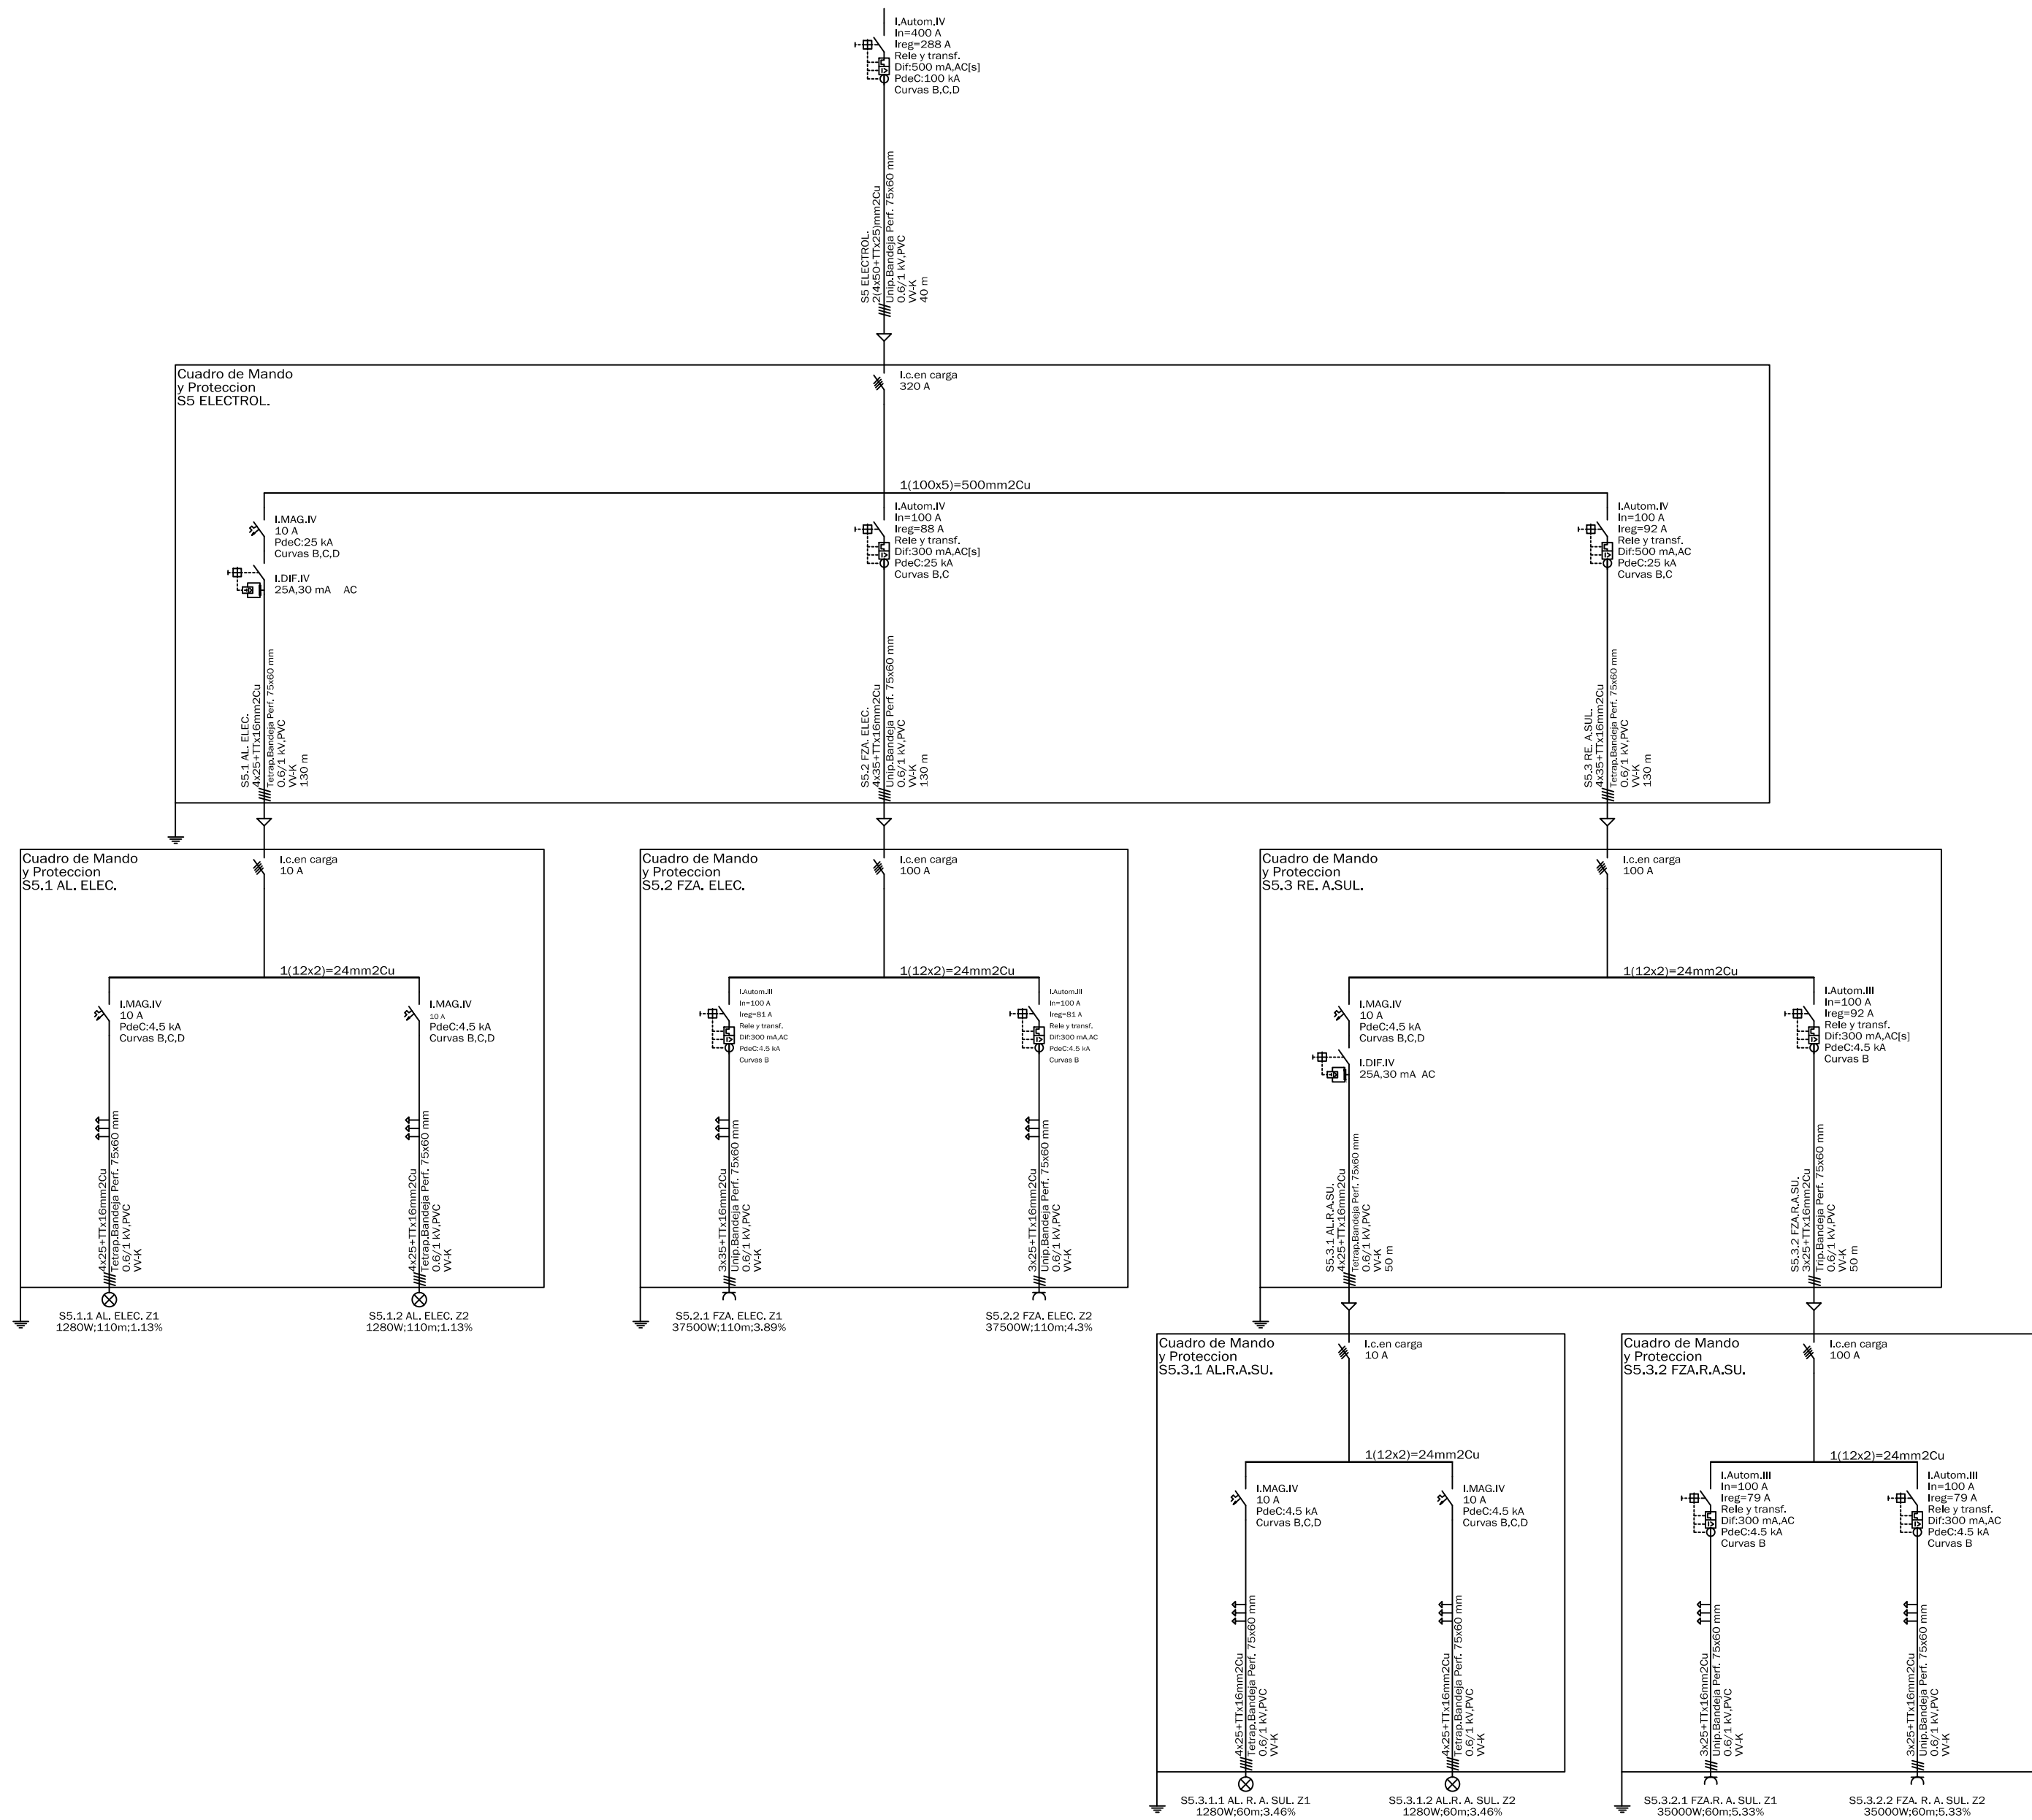 I.Autom.IV
In=400 A
Ireg=288 A
Rele y transf.
Dif:500 mA,AC[s]
PdeC:100 kA
Curvas B,C,D
S5 ELECTROL.
2(4x50+TTx25)mm2Cu
Unip.Bandeja Perf. 75x60 mm
0.6/1 kV,PVC
VV-K
40 m
Cuadro de Mando
y Proteccion
S5 ELECTROL.
I.c.en carga
320 A
1(100x5)=500mm2Cu
I.MAG.IV
10 A
PdeC:25 kA
Curvas B,C,D
I.DIF.IV
25A,30 mA AC
S5.1 AL. ELEC.
4x25+TTx16mm2Cu
Tetrap.Bandeja Perf. 75x60 mm
0.6/1 kV,PVC
VV-K
130 m
I.Autom.IV
In=100 A
Ireg=88 A
Rele y transf.
Dif:300 mA,AC[s]
PdeC:25 kA
Curvas B,C
S5.2 FZA. ELEC.
4x35+TTx16mm2Cu
Unip.Bandeja Perf. 75x60 mm
0.6/1 kV,PVC
VV-K
130 m
I.Autom.IV
In=100 A
Ireg=92 A
Rele y transf.
Dif:500 mA,AC
PdeC:25 kA
Curvas B,C
S5.3 RE. A.SUL.
4x35+TTx16mm2Cu
Tetrap.Bandeja Perf. 75x60 mm
0.6/1 kV,PVC
VV-K
130 m
Cuadro de Mando
y Proteccion
S5.1 AL. ELEC.
I.c.en carga
10 A
1(12x2)=24mm2Cu
I.MAG.IV
10 A
PdeC:4.5 kA
Curvas B,C,D
4x25+TTx16mm2Cu
Tetrap.Bandeja Perf. 75x60 mm
0.6/1 kV,PVC
VV-K
S5.1.1 AL. ELEC. Z1
1280W;110m;1.13%
I.MAG.IV
10 A
PdeC:4.5 kA
Curvas B,C,D
4x25+TTx16mm2Cu
Tetrap.Bandeja Perf. 75x60 mm
0.6/1 kV,PVC
VV-K
S5.1.2 AL. ELEC. Z2
1280W;110m;1.13%
Cuadro de Mando
y Proteccion
S5.2 FZA. ELEC.
I.c.en carga
100 A
1(12x2)=24mm2Cu
I.Autom.III
In=100 A
Ireg=81 A
Rele y transf.
Dif:300 mA,AC
PdeC:4.5 kA
Curvas B
3x35+TTx16mm2Cu
Unip.Bandeja Perf. 75x60 mm
0.6/1 kV,PVC
VV-K
S5.2.1 FZA. ELEC. Z1
37500W;110m;3.89%
I.Autom.III
In=100 A
Ireg=81 A
Rele y transf.
Dif:300 mA,AC
PdeC:4.5 kA
Curvas B
3x25+TTx16mm2Cu
Unip.Bandeja Perf. 75x60 mm
0.6/1 kV,PVC
VV-K
S5.2.2 FZA. ELEC. Z2
37500W;110m;4.3%
Cuadro de Mando
y Proteccion
S5.3 RE. A.SUL.
I.c.en carga
100 A
1(12x2)=24mm2Cu
I.MAG.IV
10 A
PdeC:4.5 kA
Curvas B,C,D
I.DIF.IV
25A,30 mA AC
S5.3.1 AL.R.A.SU.
4x25+TTx16mm2Cu
Tetrap.Bandeja Perf. 75x60 mm
0.6/1 kV,PVC
VV-K
50 m
I.Autom.III
In=100 A
Ireg=92 A
Rele y transf.
Dif:300 mA,AC[s]
PdeC:4.5 kA
Curvas B
S5.3.2 FZA.R.A.SU.
3x25+TTx16mm2Cu
Trip.Bandeja Perf. 75x60 mm
0.6/1 kV,PVC
VV-K
50 m
Cuadro de Mando
y Proteccion
S5.3.1 AL.R.A.SU.
I.c.en carga
10 A
1(12x2)=24mm2Cu
I.MAG.IV
10 A
PdeC:4.5 kA
Curvas B,C,D
4x25+TTx16mm2Cu
Tetrap.Bandeja Perf. 75x60 mm
0.6/1 kV,PVC
VV-K
S5.3.1.1 AL. R. A. SUL. Z1
1280W;60m;3.46%
I.MAG.IV
10 A
PdeC:4.5 kA
Curvas B,C,D
4x25+TTx16mm2Cu
Tetrap.Bandeja Perf. 75x60 mm
0.6/1 kV,PVC
VV-K
S5.3.1.2 AL.R. A. SUL. Z2
1280W;60m;3.46%
Cuadro de Mando
y Proteccion
S5.3.2 FZA.R.A.SU.
I.c.en carga
100 A
1(12x2)=24mm2Cu
I.Autom.III
In=100 A
Ireg=79 A
Rele y transf.
Dif:300 mA,AC
PdeC:4.5 kA
Curvas B
3x25+TTx16mm2Cu
Unip.Bandeja Perf. 75x60 mm
0.6/1 kV,PVC
VV-K
S5.3.2.1 FZA.R. A. SUL. Z1
35000W;60m;5.33%
I.Autom.III
In=100 A
Ireg=79 A
Rele y transf.
Dif:300 mA,AC
PdeC:4.5 kA
Curvas B
3x25+TTx16mm2Cu
Unip.Bandeja Perf. 75x60 mm
0.6/1 kV,PVC
VV-K
S5.3.2.2 FZA. R. A. SUL. Z2
35000W;60m;5.33%